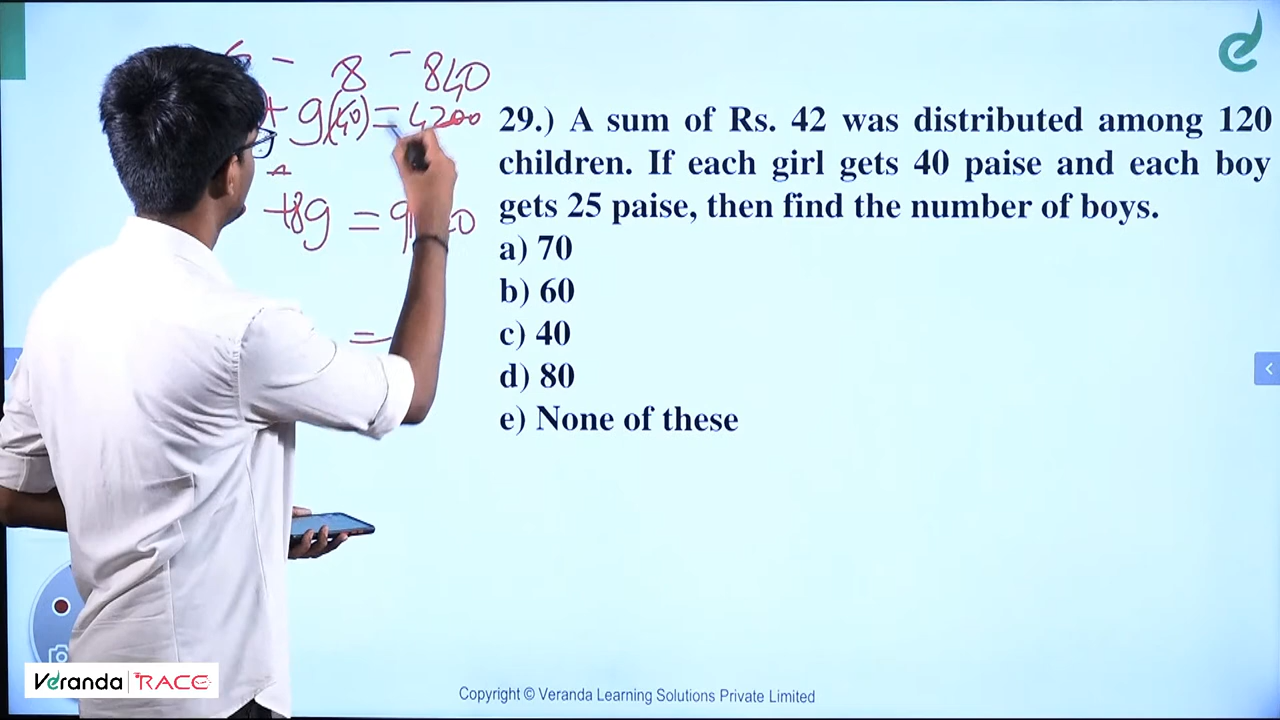 8 - 840
g(40) = 4200
+8g = 9
=
29.) A sum of Rs. 42 was distributed among 120
children. If each girl gets 40 paise and each boy
gets 25 paise, then find the number of boys.
a) 70
b) 60
c) 40
d) 80
e) None of these
Veranda RACE
Copyright © Veranda Learning Solutions Private Limited